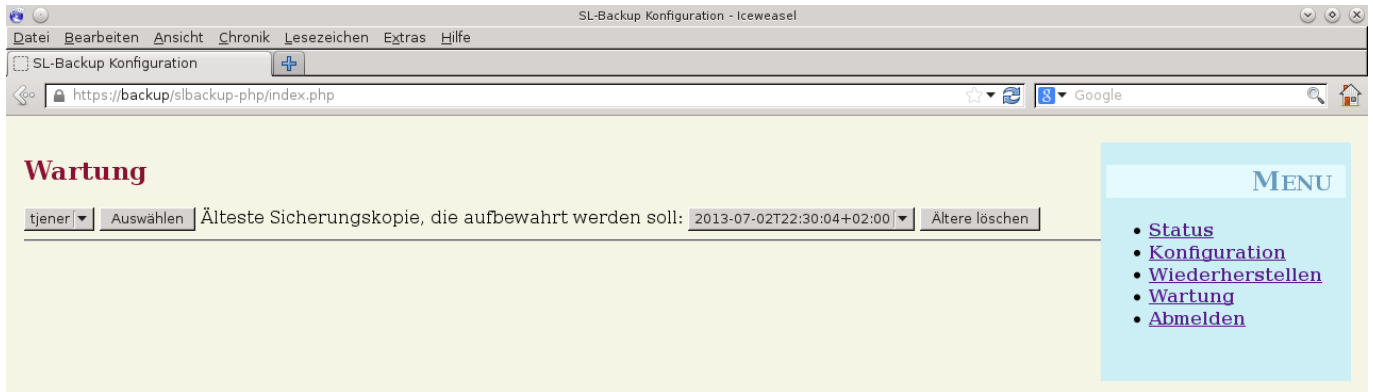 SL-Backup Konfiguration - Iceweasel
Datei Bearbeiten Ansicht Chronik Lesezeichen Extras Hilfe
SL-Backup Konfiguration
https://backup/slbackup-php/index.php
8 Google
Wartung
tjener Auswählen Älteste Sicherungskopie, die aufbewahrt werden soll: 2013-07-02T22:30:04+02:00 Ältere löschen
MENU
Status
Konfiguration
Wiederherstellen
Wartung
Abmelden